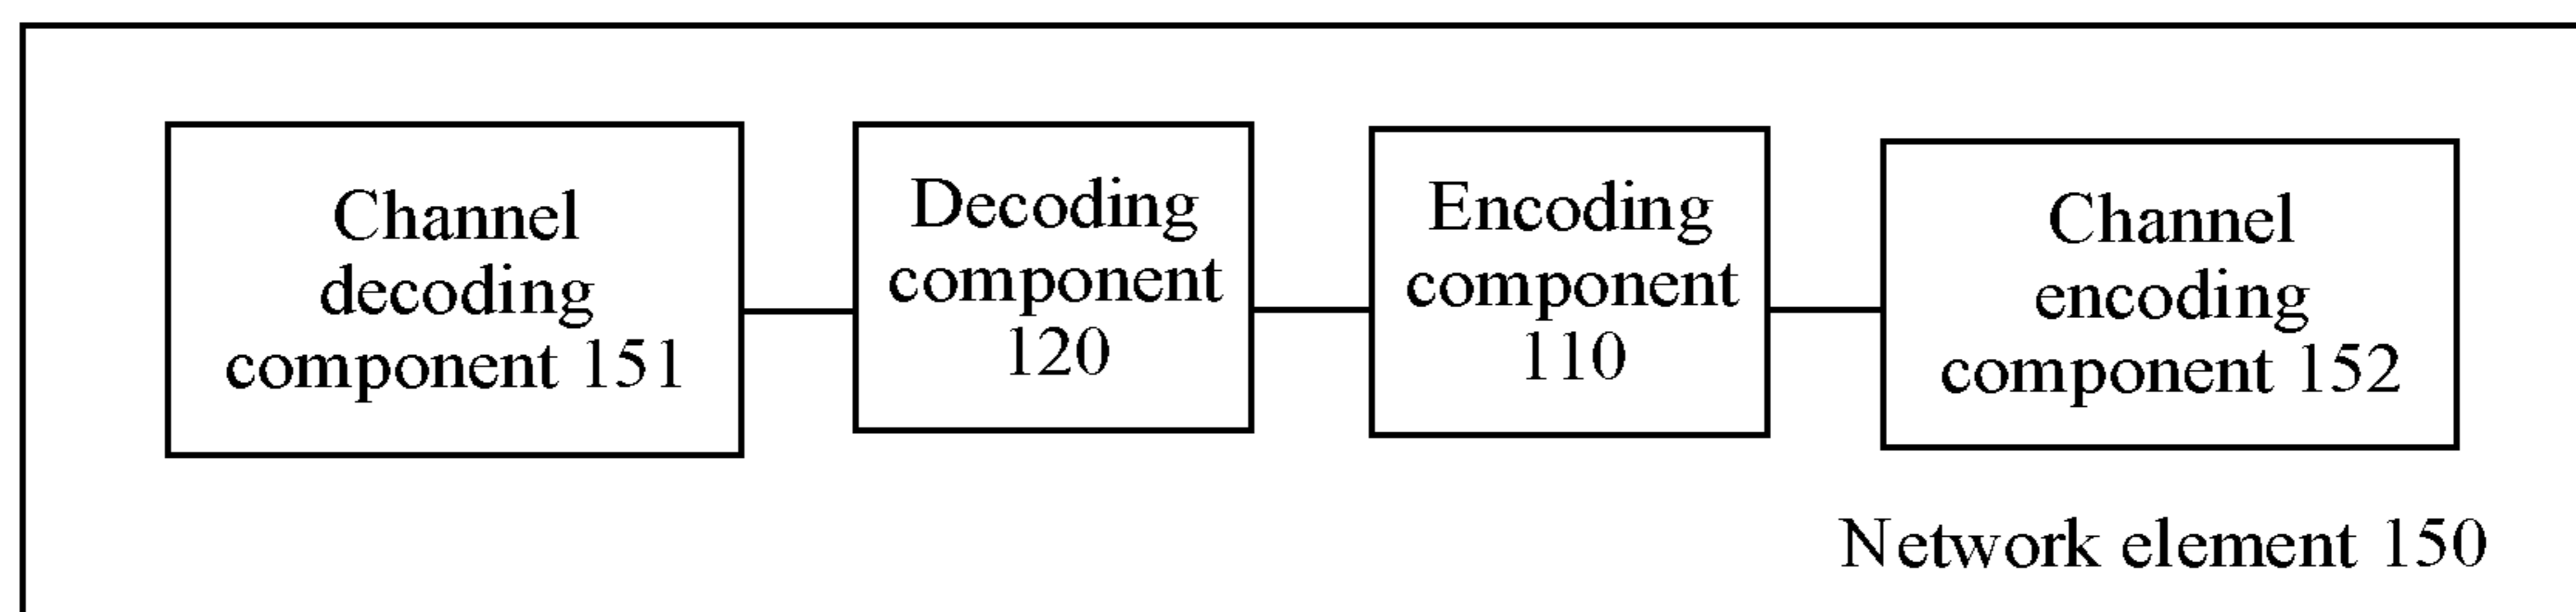 Channel
decoding
component 151
Decoding
component
120
Encoding
component
110
Channel
encoding
component 152
Network element 150